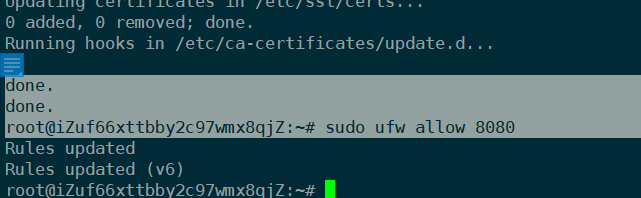 Updating certificates in /etc/ssl/certs...
0 added, 0 removed; done.
Running hooks in /etc/ca-certificates/update.d...
done.
done.
root@iZuf66xttbby2c97wmx8qjZ:~# sudo ufw allow 8080
Rules updated
Rules updated (v6)
root@iZuf66xttbby2c97wmx8qjZ:~#